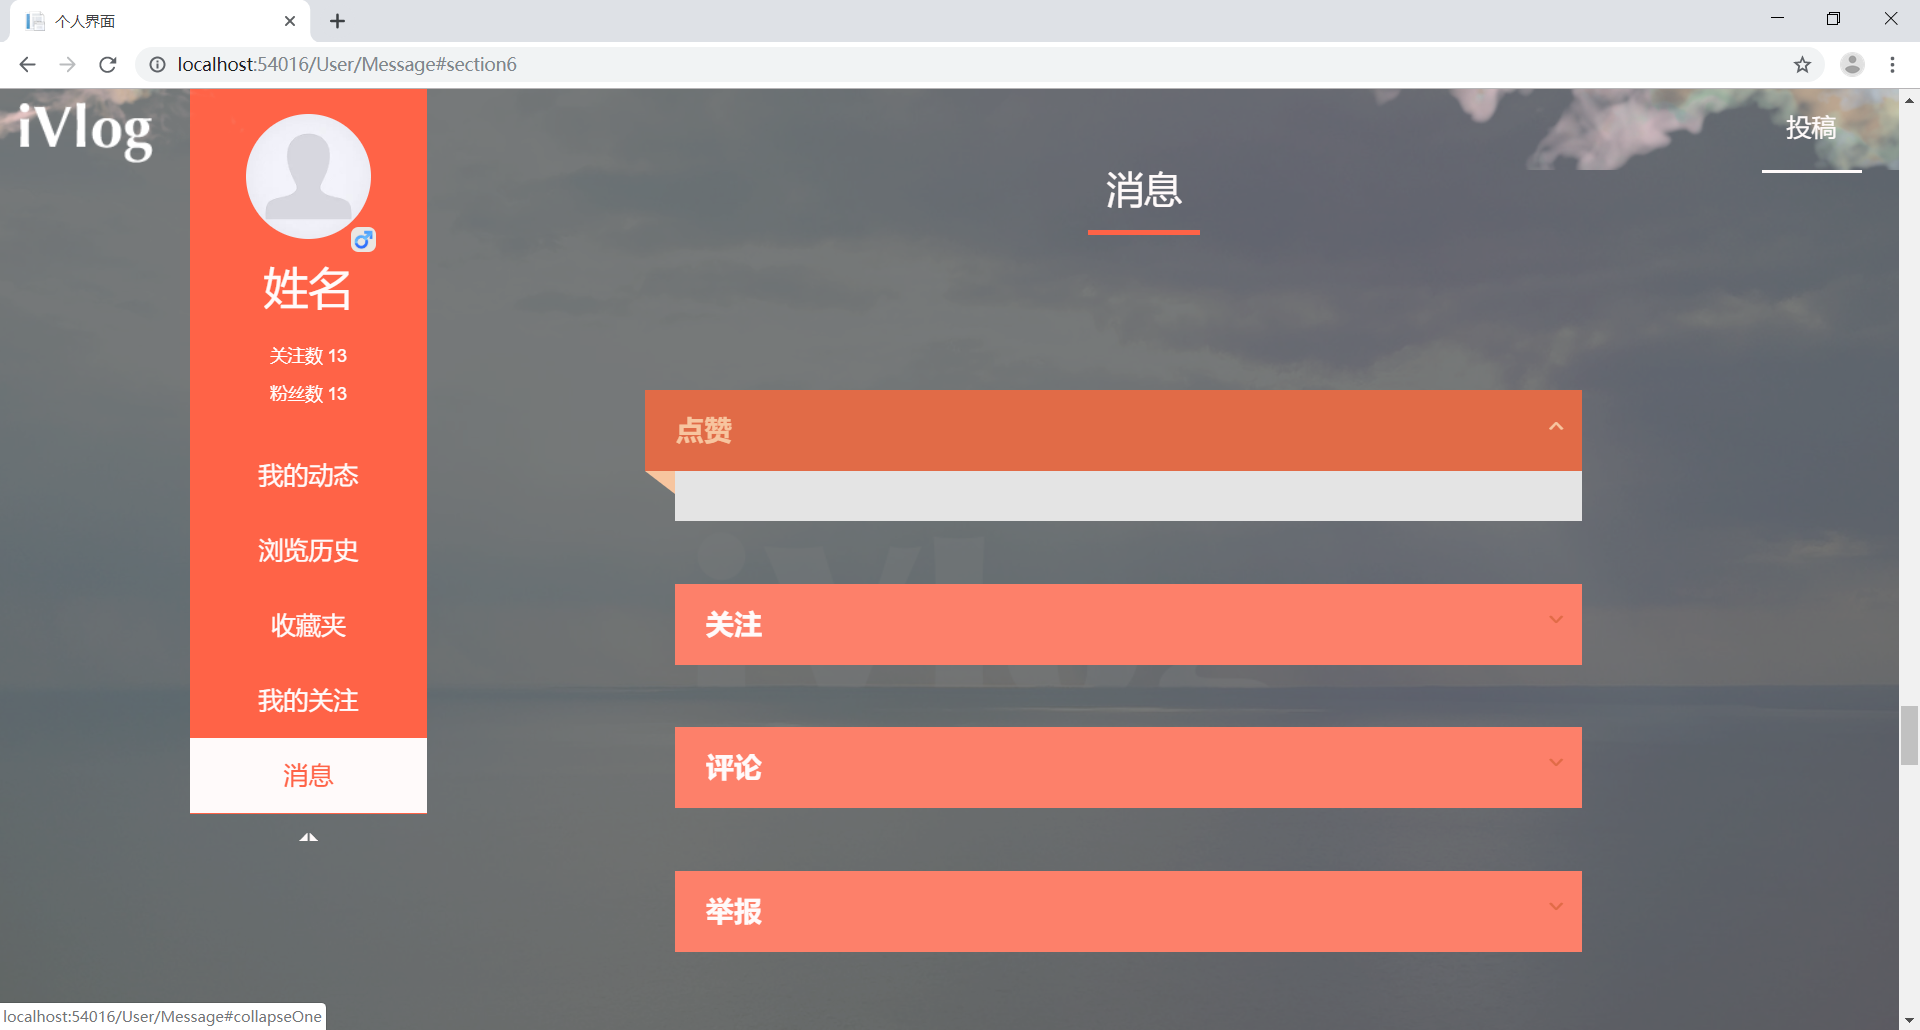 个人界面
localhost:54016/User/Message#section6
iVlog
投稿
姓名
关注数 13
粉丝数 13
我的动态
浏览历史
收藏夹
我的关注
消息
消息
点赞
关注
评论
举报
localhost:54016/User/Message#collapseOne